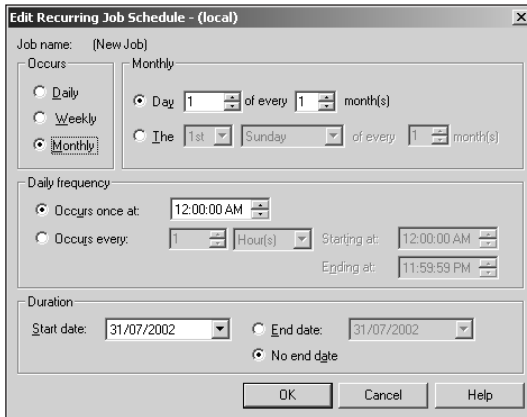 Edit Recurring Job Schedule - (local)
Job name: (New Job)
Occurs
Daily
Weekly
Monthly
Monthly
Day 1 of every 1 month(s)
The 1st Sunday of every 1 month(s)
Daily frequency
Occurs once at: 12:00:00 AM
Occurs every: 1 Hour(s) Starting at: 12:00:00 AM
Ending at: 11:59:59 PM
Duration
Start date: 31/07/2002 End date: 31/07/2002
No end date
OK Cancel Help